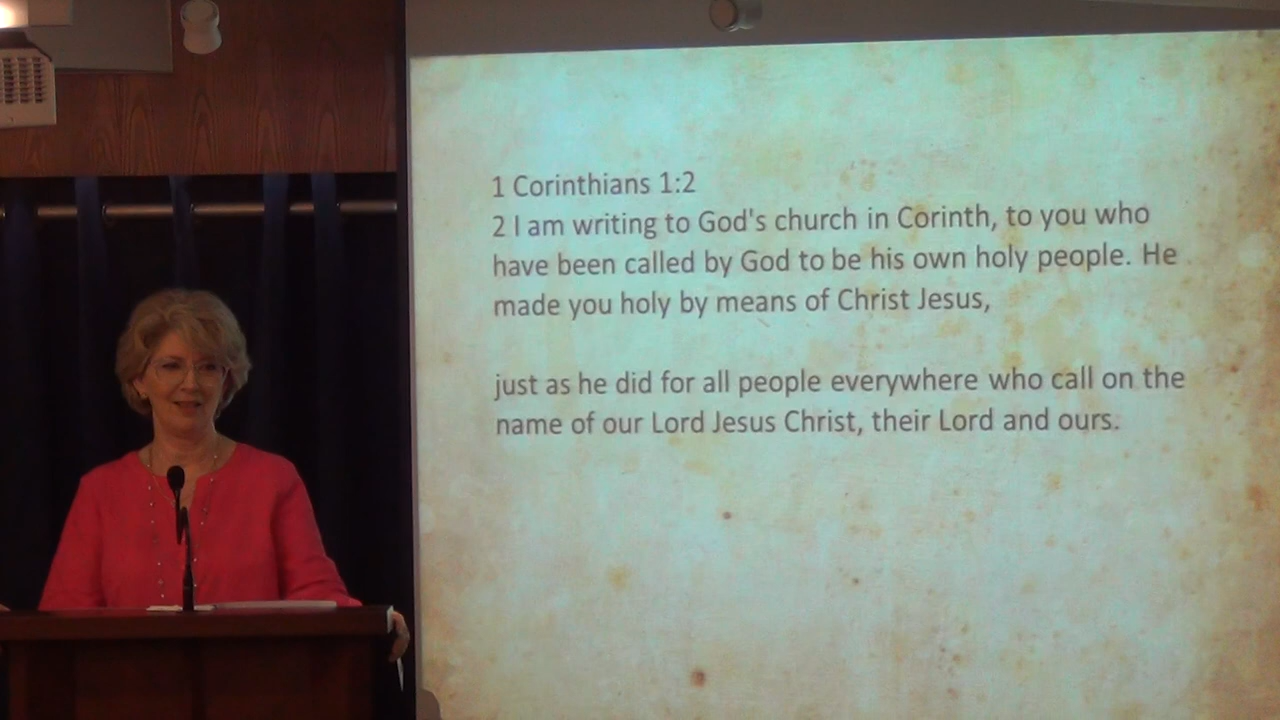 1 Corinthians 1:2
2 I am writing to God's church in Corinth, to you who
have been called by God to be his own holy people. He
made you holy by means of Christ Jesus,
just as he did for all people everywhere who call on the
name of our Lord Jesus Christ, their Lord and ours.